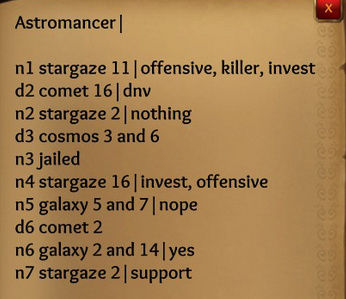 X
Astromancer|
n1 stargaze 11|offensive, killer, invest
d2 comet 16|dnv
n2 stargaze 2|nothing
d3 cosmos 3 and 6
n3 jailed
n4 stargaze 16|invest, offensive
n5 galaxy 5 and 7|nope
d6 comet 2
n6 galaxy 2 and 14|yes
n7 stargaze 2|support